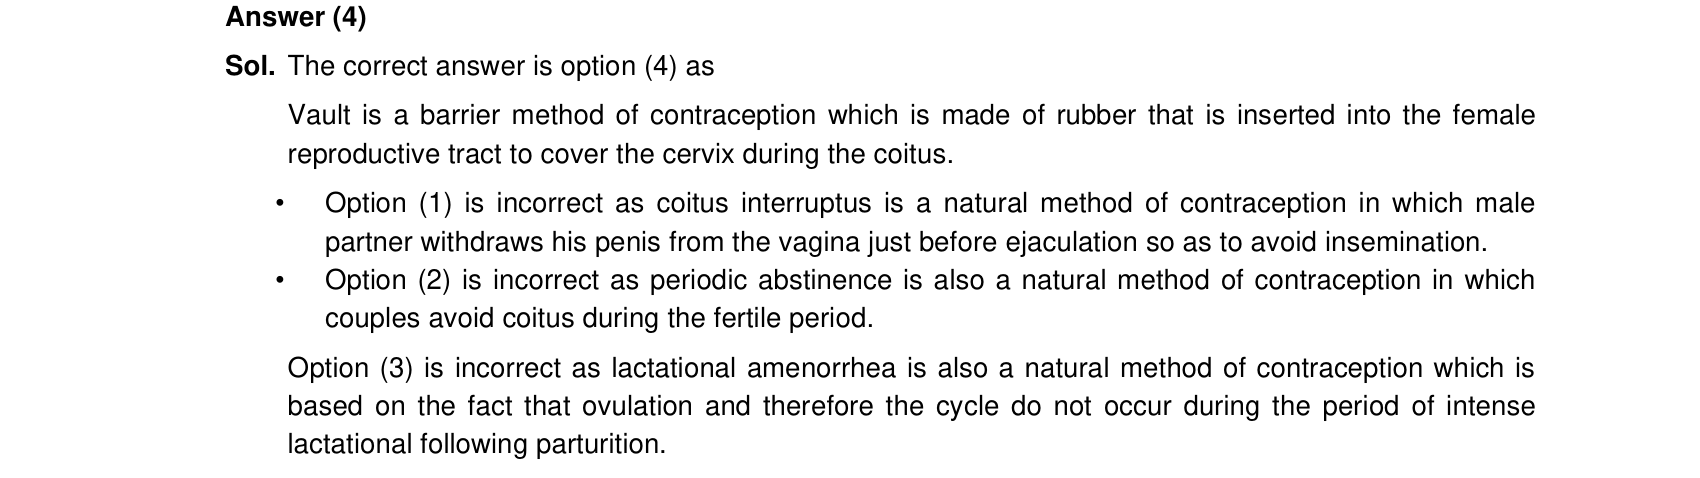 Answer (4)
Sol. The correct answer is option (4) as
Vault is a barrier method of contraception which is made of rubber that is inserted into the female
reproductive tract to cover the cervix during the coitus.
• Option (1) is incorrect as coitus interruptus is a natural method of contraception in which male
partner withdraws his penis from the vagina just before ejaculation so as to avoid insemination.
• Option (2) is incorrect as periodic abstinence is also a natural method of contraception in which
couples avoid coitus during the fertile period.
Option (3) is incorrect as lactational amenorrhea is also a natural method of contraception which is
based on the fact that ovulation and therefore the cycle do not occur during the period of intense
lactational following parturition.